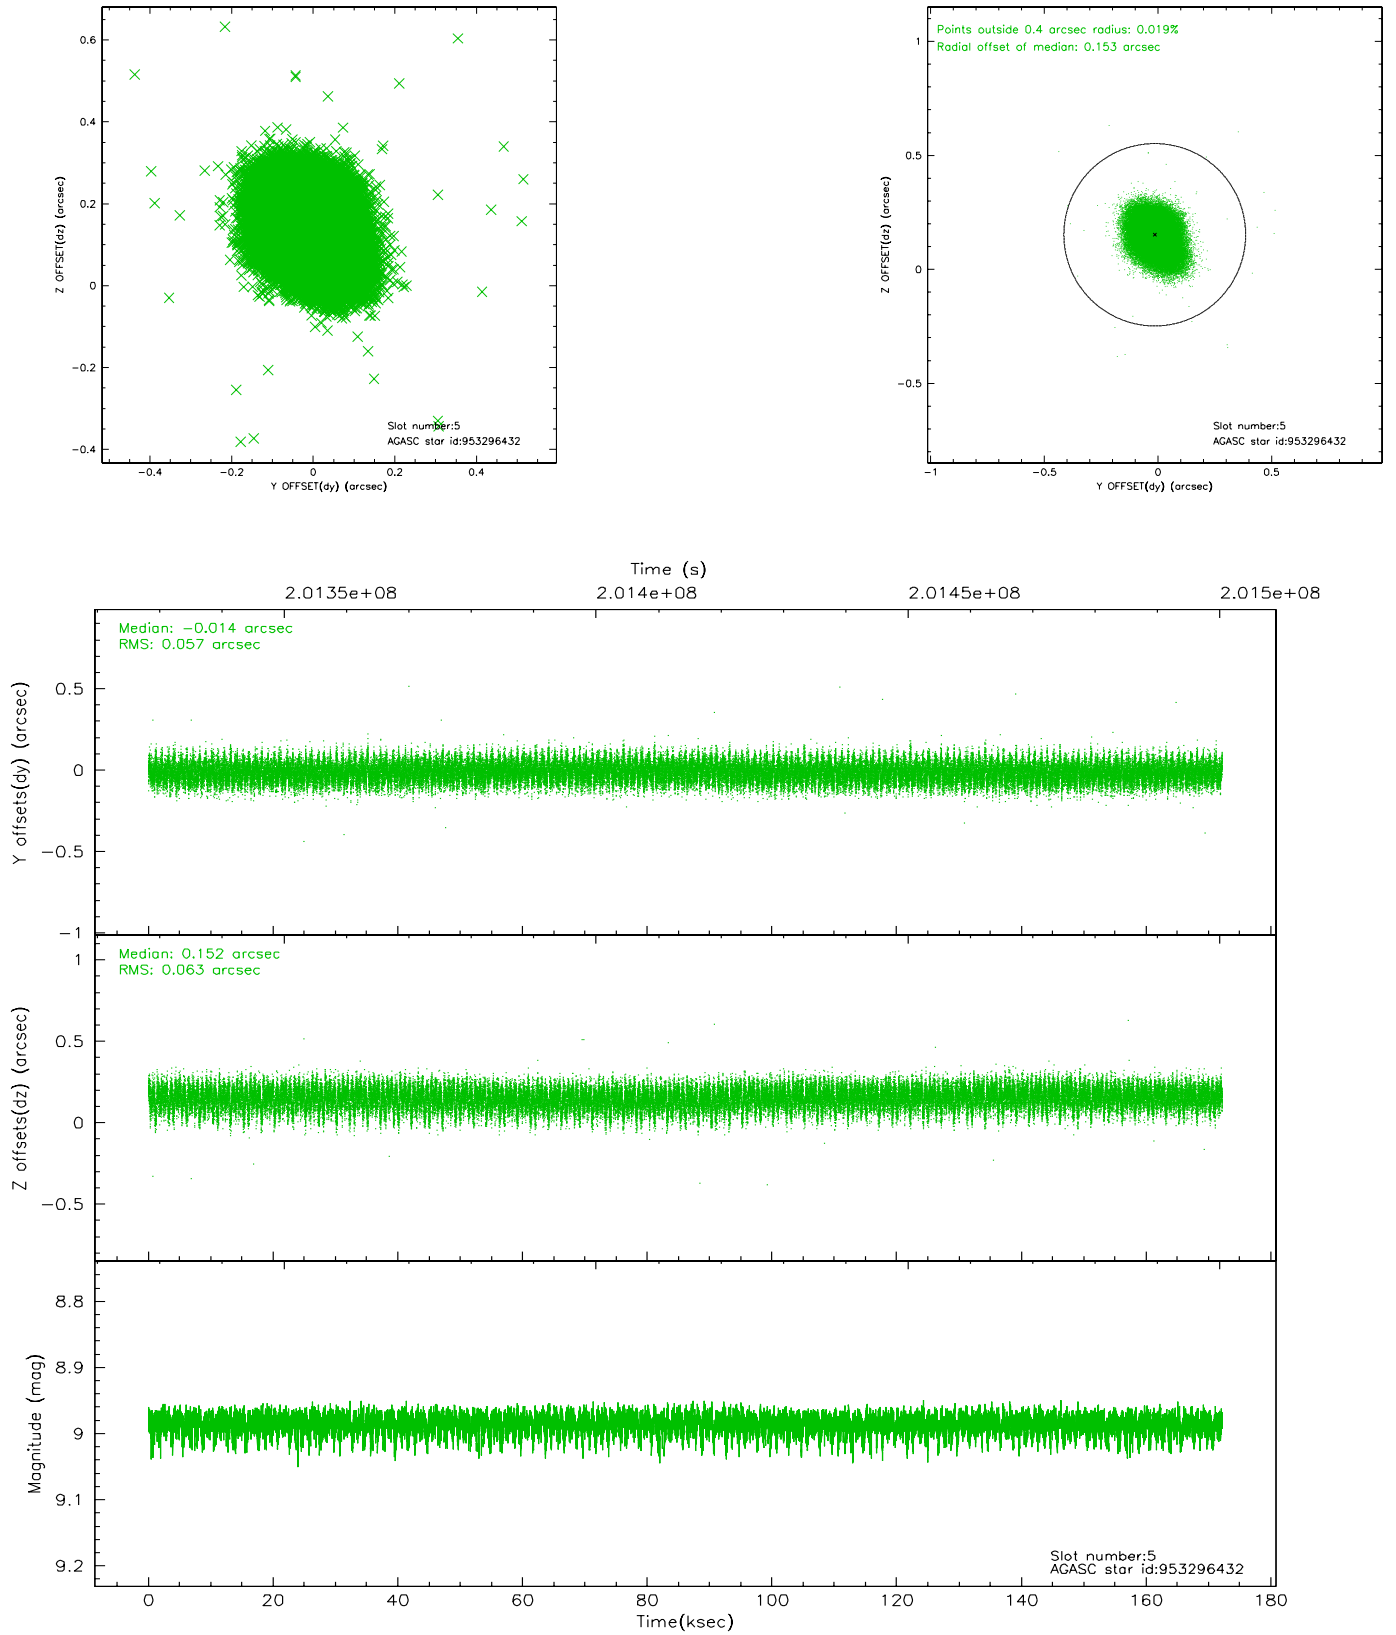 0.6
0.4
0.2
0
−0.2
−0.4
Z OFFSET(dz) (arcsec)
Slot number:5
AGASC star id:953296432
−0.4 −0.2 0 0.2 0.4
Y OFFSET(dy) (arcsec)
Points outside 0.4 arcsec radius: 0.019%
Radial offset of median: 0.153 arcsec
1
0.5
0
−0.5
Z OFFSET(dz) (arcsec)
Slot number:5
AGASC star id:953296432
−1 −0.5 0 0.5
Y OFFSET(dy) (arcsec)
Time (s)
2.0135e+08 2.014e+08 2.0145e+08 2.015e+08
Median: −0.014 arcsec
RMS: 0.057 arcsec
0.5
0
−0.5
−1
Y offsets(dy) (arcsec)
Median: 0.152 arcsec
RMS: 0.063 arcsec
1
0.5
0
−0.5
Z offsets(dz) (arcsec)
8.8
8.9
9
9.1
9.2
Magnitude (mag)
Slot number:5
AGASC star id:953296432
0 20 40 60 80 100 120 140 160 180
Time(ksec)